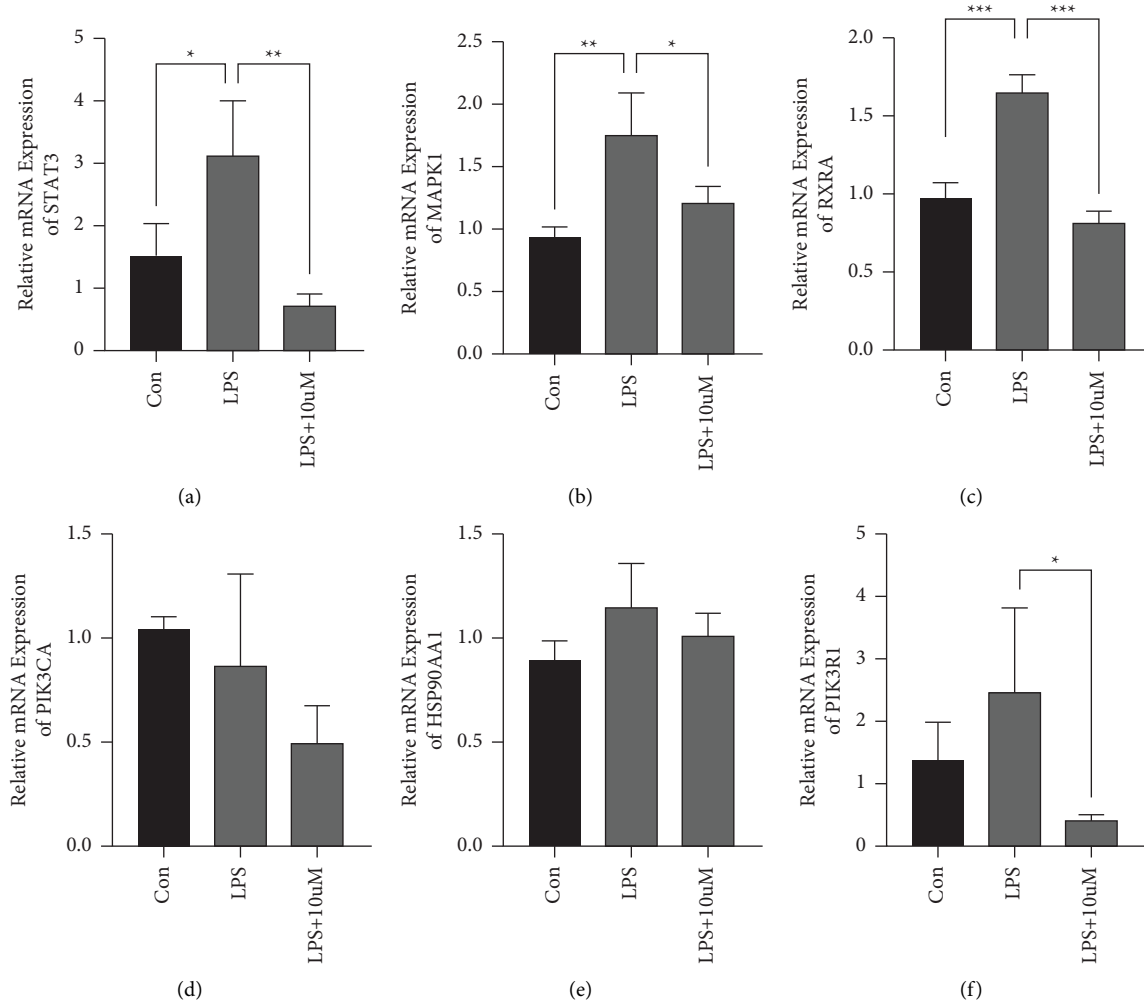 Relative mRNA Expression
of STAT3
5
4
3
2
1
0
*
**
Con
LPS
LPS+10uM
(a)
Relative mRNA Expression
of MAPK1
2.5
2.0
1.5
1.0
0.5
0.0
**
*
Con
LPS
LPS+10uM
(b)
Relative mRNA Expression
of RXRA
2.0
1.5
1.0
0.5
0.0
***
***
Con
LPS
LPS+10uM
(c)
Relative mRNA Expression
of PIK3CA
1.5
1.0
0.5
0.0
Con
LPS
LPS+10uM
(d)
Relative mRNA Expression
of HSP90AA1
1.5
1.0
0.5
0.0
Con
LPS
LPS+10uM
(e)
Relative mRNA Expression
of PIK3R1
5
4
3
2
1
0
*
Con
LPS
LPS+10uM
(f)